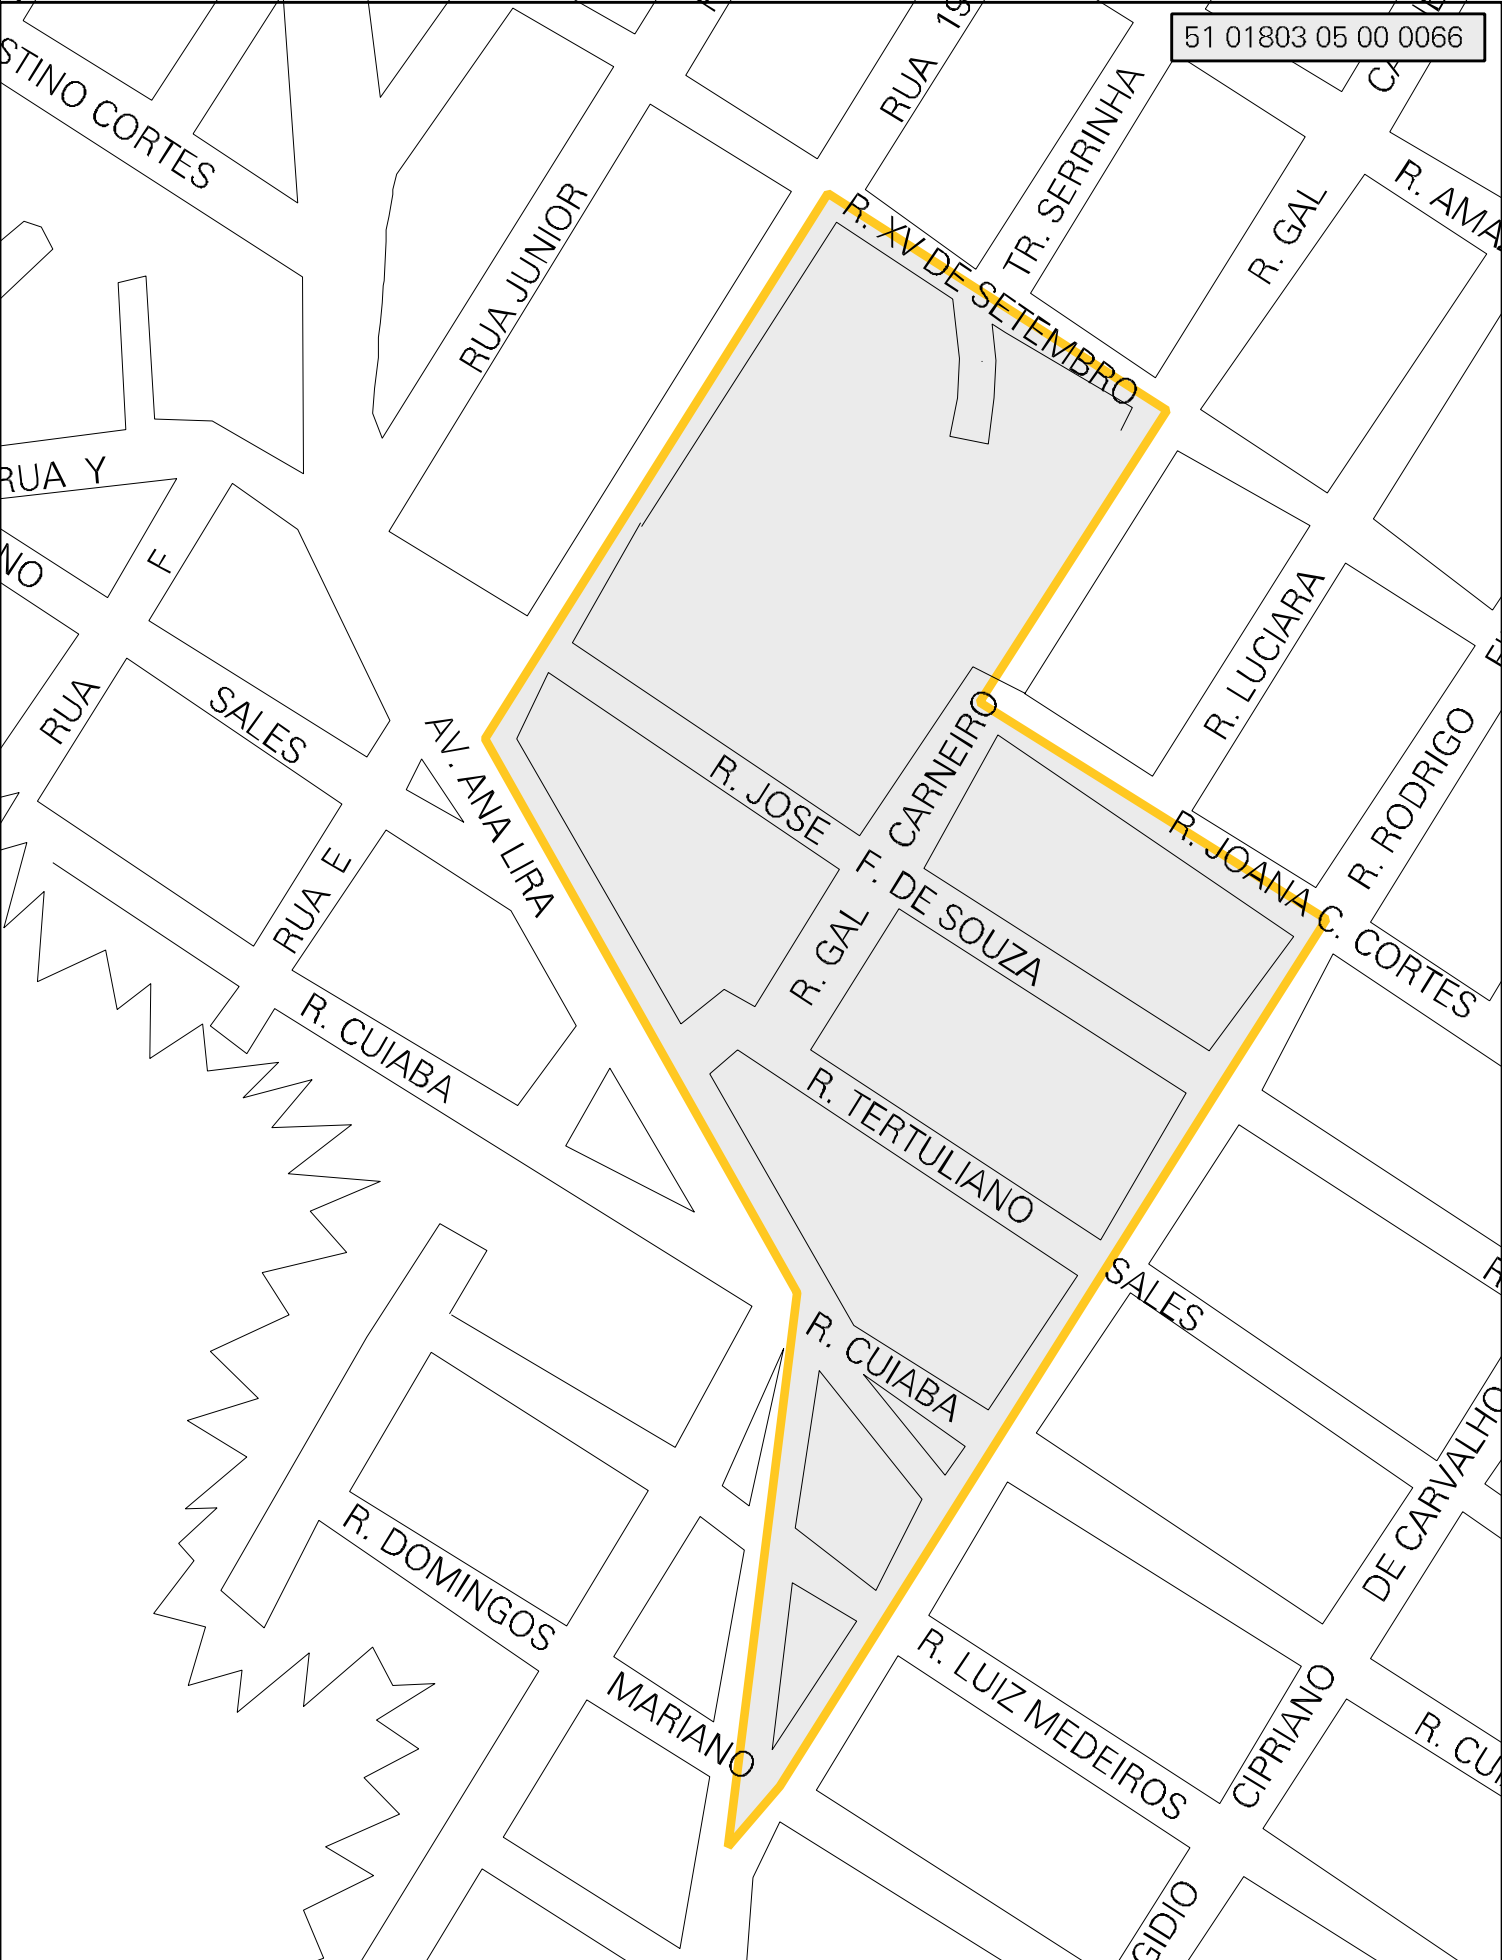 51 01803 05 00 0066
STINO CORTES
RUA 19
TR. SERRINHA
R. GAL
R. AMA
RUA JUNIOR
R. XV DE SETEMBRO
RUA Y
NO
F
RUA
SALES
AV. ANA LIRA
R. JOSE
F. DE SOUZA
CARNEIRO
R. GAL
R. LUCIARA
R. RODRIGO
R. JOANA C. CORTES
RUA E
R. CUIABA
R. TERTULIANO
SALES
R. CUIABA
DE CARVALHO
R. DOMINGOS
MARIANO
R. LUIZ MEDEIROS
CIPRIANO
R. CUI
GIDIO